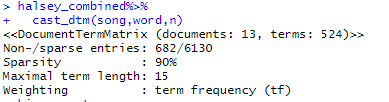 > halsey_combined%>%
+   cast_dtm(song,word,n)
<<DocumentTermMatrix (documents: 13, terms: 524)>>
Non-/sparse entries: 682/6130
Sparsity           : 90%
Maximal term length: 15
Weighting          : term frequency (tf)